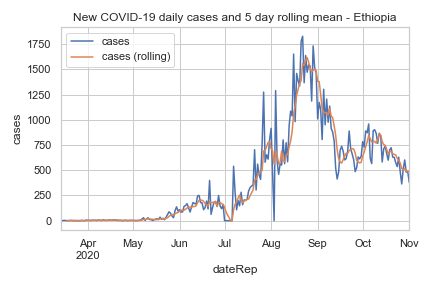 New COVID-19 daily cases and 5 day rolling mean - Ethiopia
cases
cases (rolling)
1750
1500
1250
1000
750
500
250
0
cases
Apr May Jun Jul Aug Sep Oct Nov
2020
dateRep